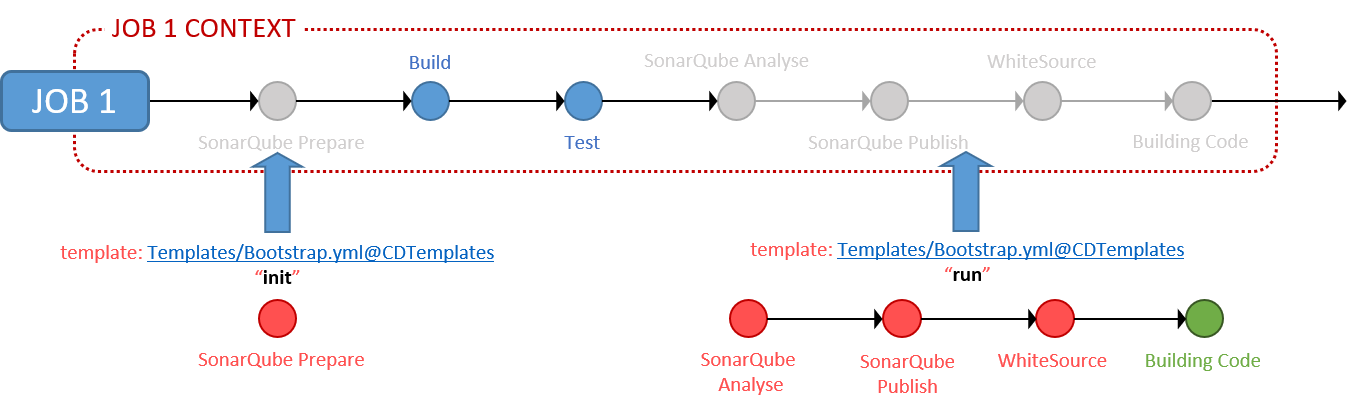 JOB 1 CONTEXT
JOB 1
Build
SonarQube Analyse
WhiteSource
SonarQube Prepare
Test
SonarQube Publish
Building Code
template: Templates/Bootstrap.yml@CDTemplates
“init”
SonarQube Prepare
template: Templates/Bootstrap.yml@CDTemplates
“run”
SonarQube
Analyse
SonarQube
Publish
WhiteSource
Building Code